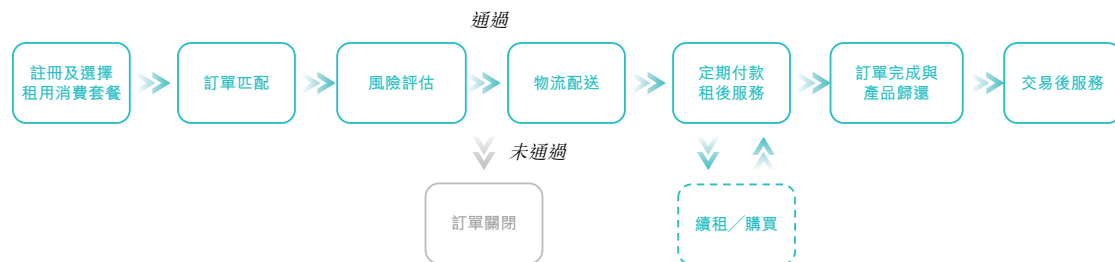 通過
註冊及選擇
租用消費套餐
訂單匹配
風險評估
物流配送
定期付款
租後服務
訂單完成與
產品歸還
交易後服務
未通過
訂單關閉
續租／購買